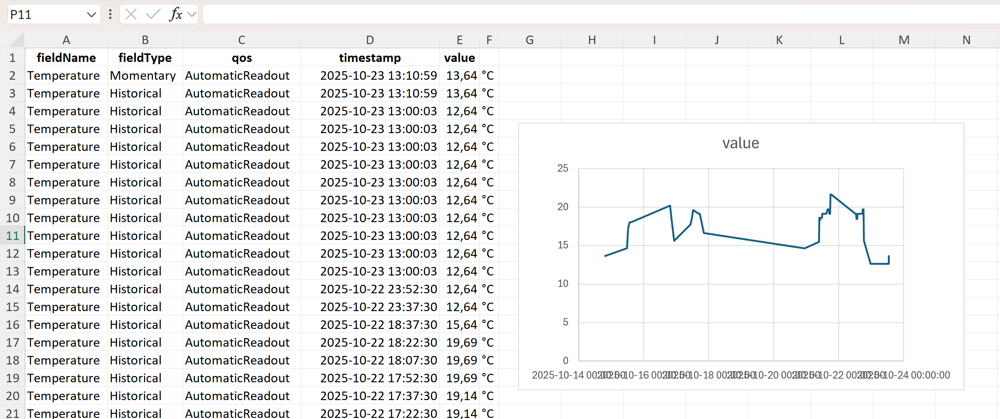 P11 fx
A B C D E F G H I J K L M N
1 fieldName fieldType qos timestamp value
2 Temperature Momentary AutomaticReadout 2025-10-23 13:10:59 13,64 °C
3 Temperature Historical AutomaticReadout 2025-10-23 13:10:59 13,64 °C
4 Temperature Historical AutomaticReadout 2025-10-23 13:00:03 12,64 °C
5 Temperature Historical AutomaticReadout 2025-10-23 13:00:03 12,64 °C
6 Temperature Historical AutomaticReadout 2025-10-23 13:00:03 12,64 °C
7 Temperature Historical AutomaticReadout 2025-10-23 13:00:03 12,64 °C
8 Temperature Historical AutomaticReadout 2025-10-23 13:00:03 12,64 °C
9 Temperature Historical AutomaticReadout 2025-10-23 13:00:03 12,64 °C
10 Temperature Historical AutomaticReadout 2025-10-23 13:00:03 12,64 °C
11 Temperature Historical AutomaticReadout 2025-10-23 13:00:03 12,64 °C
12 Temperature Historical AutomaticReadout 2025-10-23 13:00:03 12,64 °C
13 Temperature Historical AutomaticReadout 2025-10-23 13:00:03 12,64 °C
14 Temperature Historical AutomaticReadout 2025-10-22 23:52:30 12,64 °C
15 Temperature Historical AutomaticReadout 2025-10-22 23:37:30 12,64 °C
16 Temperature Historical AutomaticReadout 2025-10-22 18:37:30 15,64 °C
17 Temperature Historical AutomaticReadout 2025-10-22 18:22:30 19,69 °C
18 Temperature Historical AutomaticReadout 2025-10-22 18:07:30 19,69 °C
19 Temperature Historical AutomaticReadout 2025-10-22 17:52:30 19,69 °C
20 Temperature Historical AutomaticReadout 2025-10-22 17:37:30 19,14 °C
21 Temperature Historical AutomaticReadout 2025-10-22 17:22:30 19,14 °C
value
25
20
15
10
5
0
2025-10-14 00:00:00 2025-10-16 00:00:00 2025-10-18 00:00:00 2025-10-20 00:00:00 2025-10-22 00:00:00 2025-10-24 00:00:00